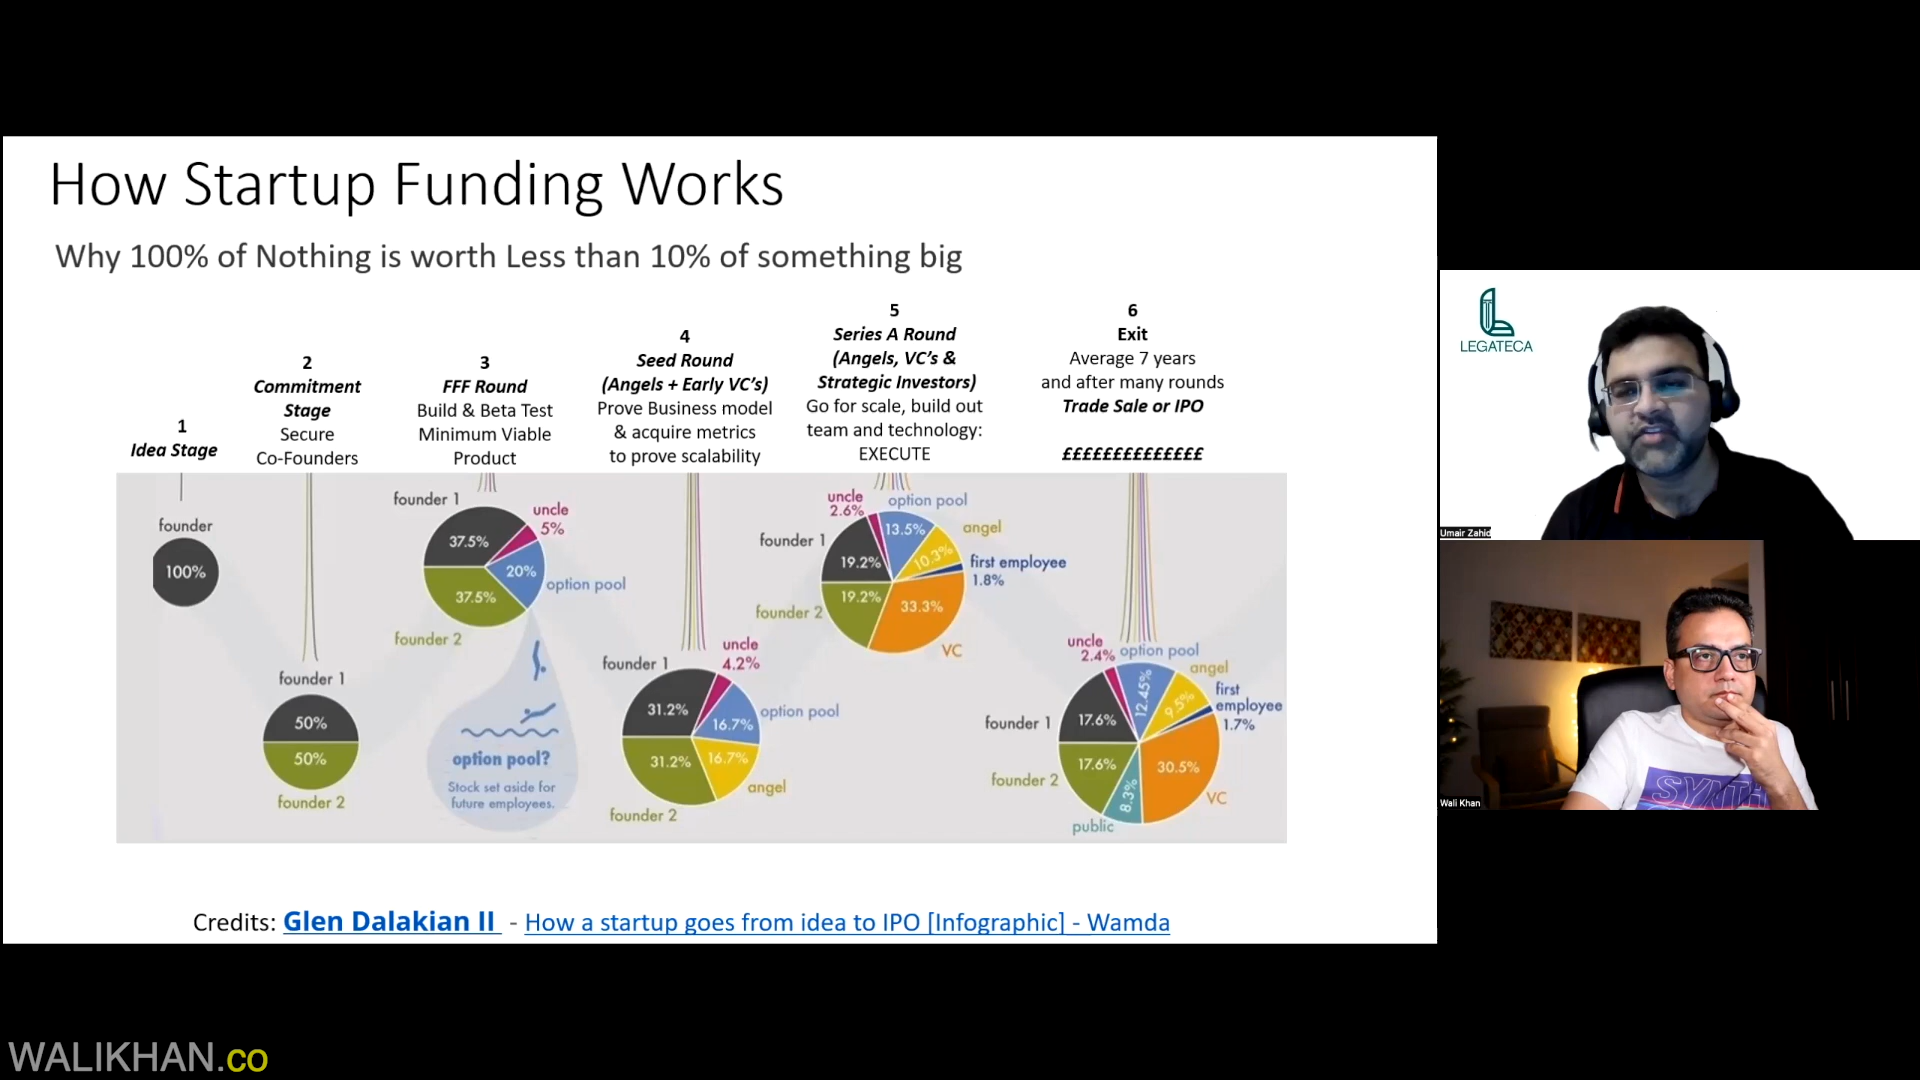 How Startup Funding Works
Why 100% of Nothing is worth Less than 10% of something big
1
Idea Stage
2
Commitment
Stage
Secure
Co-Founders
3
FFF Round
Build & Beta Test
Minimum Viable
Product
4
Seed Round
(Angels + Early VC's)
Prove Business model
& acquire metrics
to prove scalability
5
Series A Round
(Angels, VC's &
Strategic Investors)
Go for scale, build out
team and technology:
EXECUTE
6
Exit
Average 7 years
and after many rounds
Trade Sale or IPO
££££££££££££££
founder
100%
founder 1
50%
50%
founder 2
founder 1
uncle
5%
37.5%
20%
option pool
37.5%
founder 2
option pool?
Stock set aside for
future employees.
founder 1
uncle
4.2%
31.2%
16.7%
option pool
31.2%
16.7%
angel
founder 2
uncle
2.6%
option pool
13.5%
angel
founder 1
10.3%
19.2%
first employee
1.8%
founder 2
19.2%
33.3%
VC
uncle
2.4%
option pool
angel
12.45%
9.5%
first
employee
1.7%
founder 1
17.6%
founder 2
17.6%
30.5%
8.3%
VC
public
Credits: Glen Dalakian II - How a startup goes from idea to IPO [Infographic] - Wamda
LEGATECA
Umair Zahid
SYNTH
Wali Khan
WALIKHAN.CO